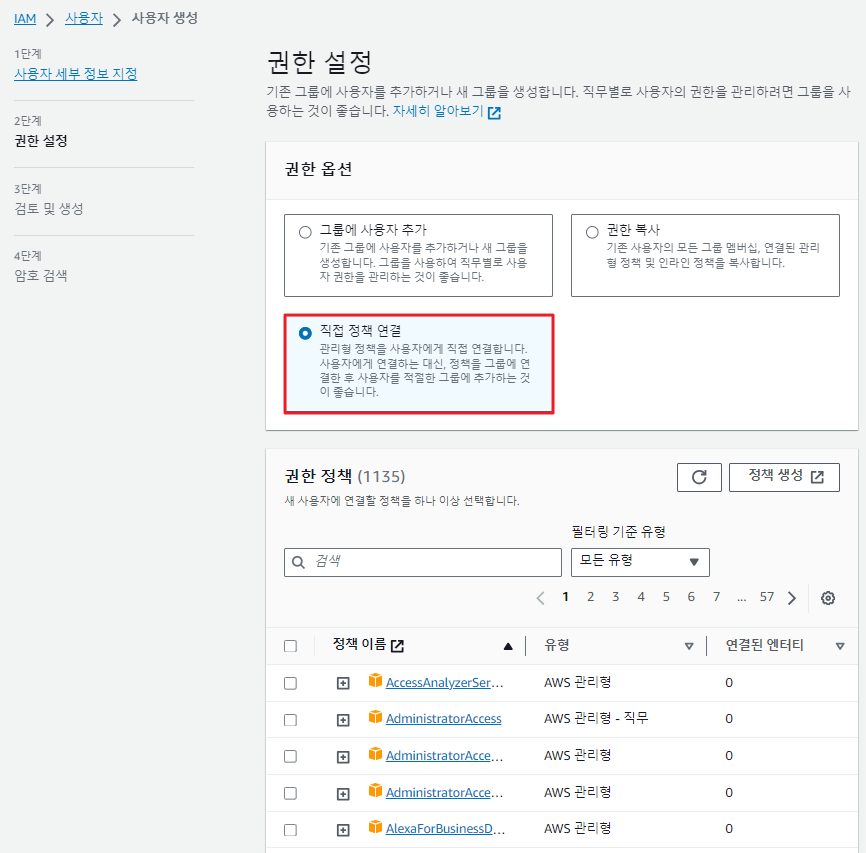 IAM > 사용자 > 사용자 생성
1단계
사용자 세부 정보 지정
2단계
권한 설정
3단계
검토 및 생성
4단계
암호 검색
권한 설정
기존 그룹에 사용자를 추가하거나 새 그룹을 생성합니다. 직무별로 사용자의 권한을 관리하려면 그룹을 사
용하는 것이 좋습니다. 자세히 알아보기
권한 옵션
그룹에 사용자 추가
기존 그룹에 사용자를 추가하거나 새 그룹을
생성합니다. 그룹을 사용하여 직무별로 사용
자 권한을 관리하는 것이 좋습니다.
권한 복사
기존 사용자의 모든 그룹 멤버십, 연결된 관리
형 정책 및 인라인 정책을 복사합니다.
직접 정책 연결
관리형 정책을 사용자에게 직접 연결합니다.
사용자에게 연결하는 대신, 정책을 그룹에 연
결한 후 사용자를 적절한 그룹에 추가하는 것
이 좋습니다.
권한 정책 (1135)
정책 생성
새 사용자에 연결할 정책을 하나 이상 선택합니다.
필터링 기준 유형
검색
모든 유형
1 2 3 4 5 6 7 ... 57
정책 이름 유형 연결된 엔터티
AccessAnalyzerSer... AWS 관리형 0
AdministratorAccess AWS 관리형 - 직무 0
AdministratorAcce... AWS 관리형 0
AdministratorAcce... AWS 관리형 0
AlexaForBusinessD... AWS 관리형 0